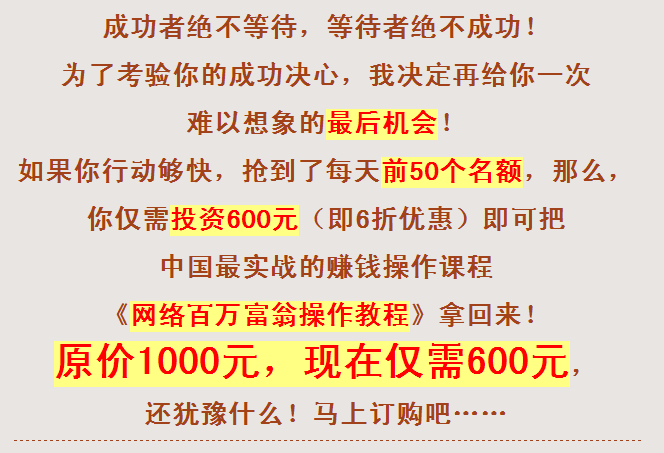 成功者绝不等待，等待者绝不成功！
为了考验你的成功决心，我决定再给你一次
难以想象的最后机会！
如果你行动够快，抢到了每天前50个名额，那么，
你仅需投资600元（即6折优惠）即可把
中国最实战的赚钱操作课程
《网络百万富翁操作教程》拿回来！
原价1000元，现在仅需600元，
还犹豫什么！马上订购吧……